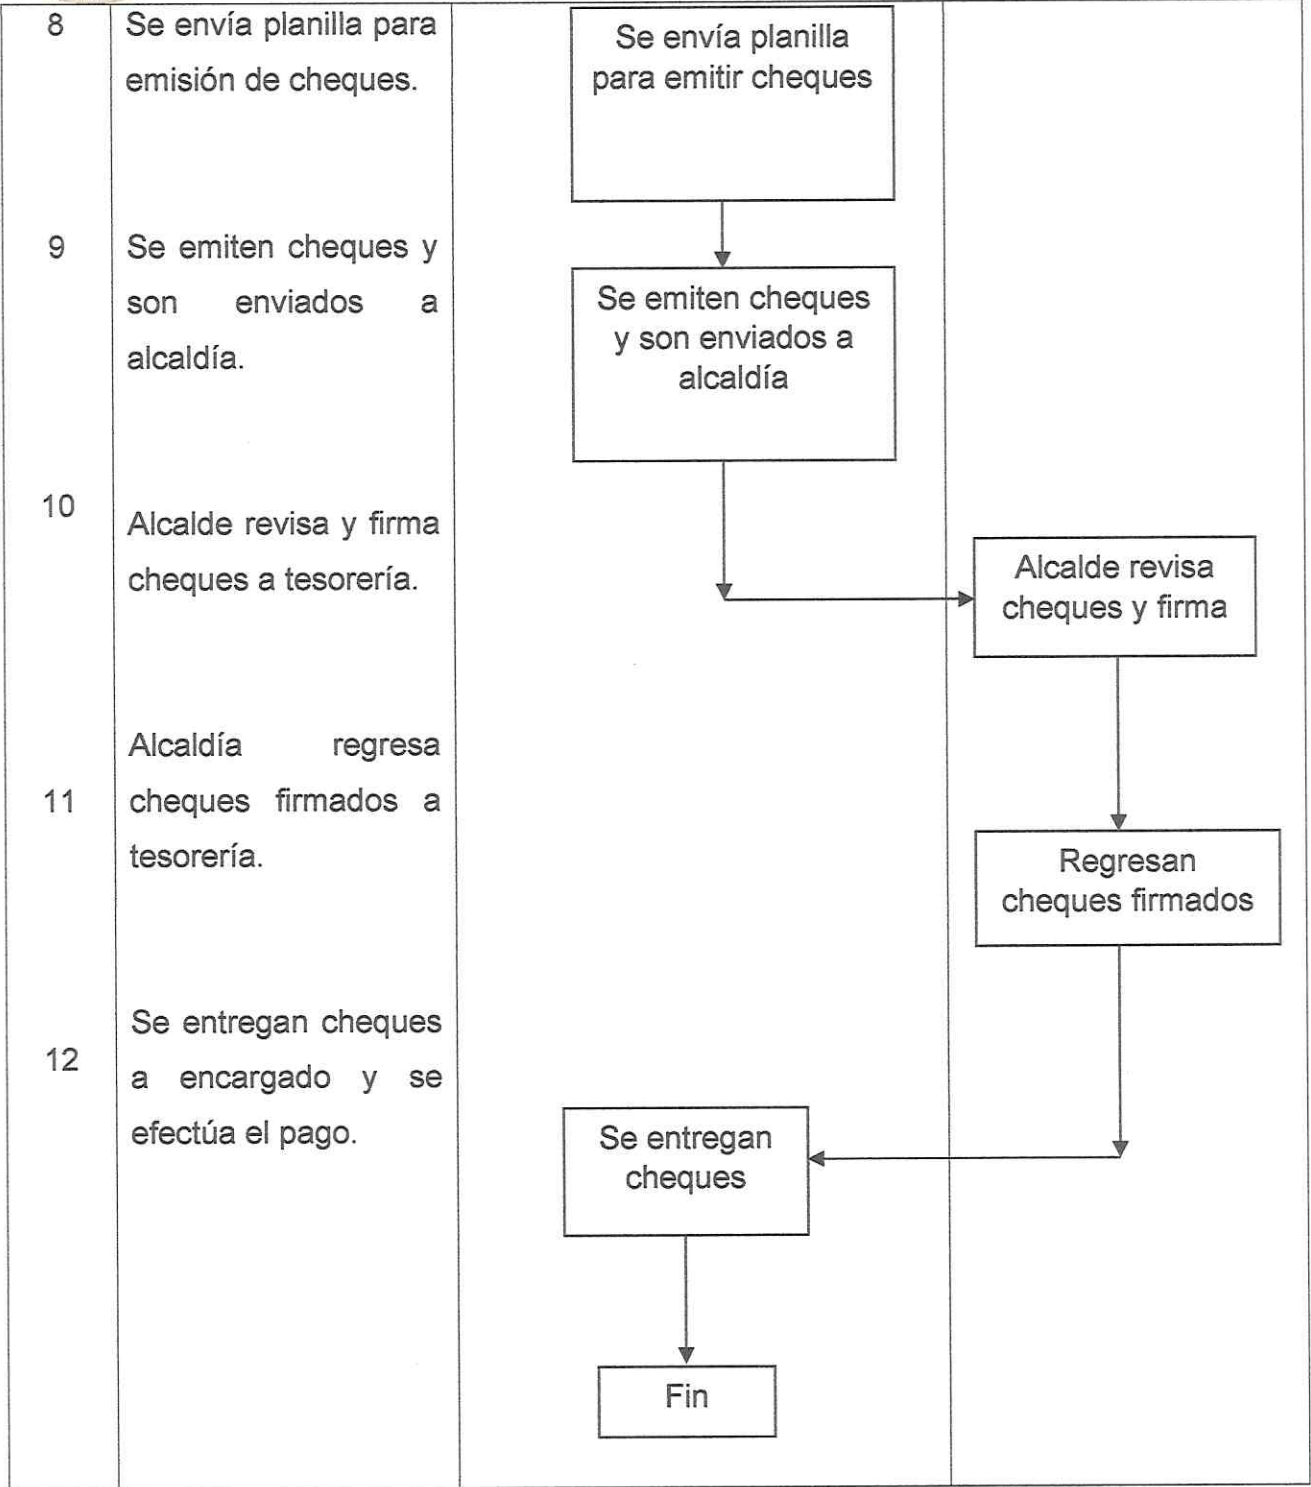 8
Se envía planilla para
emisión de cheques.
Se envía planilla
para emitir cheques
9
Se emiten cheques y
son enviados a
alcaldía.
Se emiten cheques
y son enviados a
alcaldía
10
Alcalde revisa y firma
cheques a tesorería.
Alcalde revisa
cheques y firma
11
Alcaldía regresa
cheques firmados a
tesorería.
Regresan
cheques firmados
12
Se entregan cheques
a encargado y se
efectúa el pago.
Se entregan
cheques
Fin